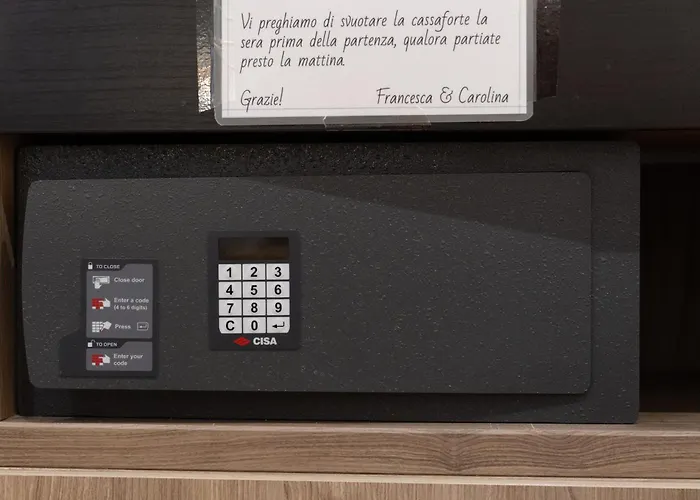 Vi preghiamo di svuotare la cassaforte la
sera prima della partenza, qualora partiate
presto la mattina.
Grazie! Francesca & Carolina
TO CLOSE
Close door
Enter a code
(4 to 6 digits)
Press
TO OPEN
Enter your
code
1 2 3
4 5 6
7 8 9
C 0
CISA